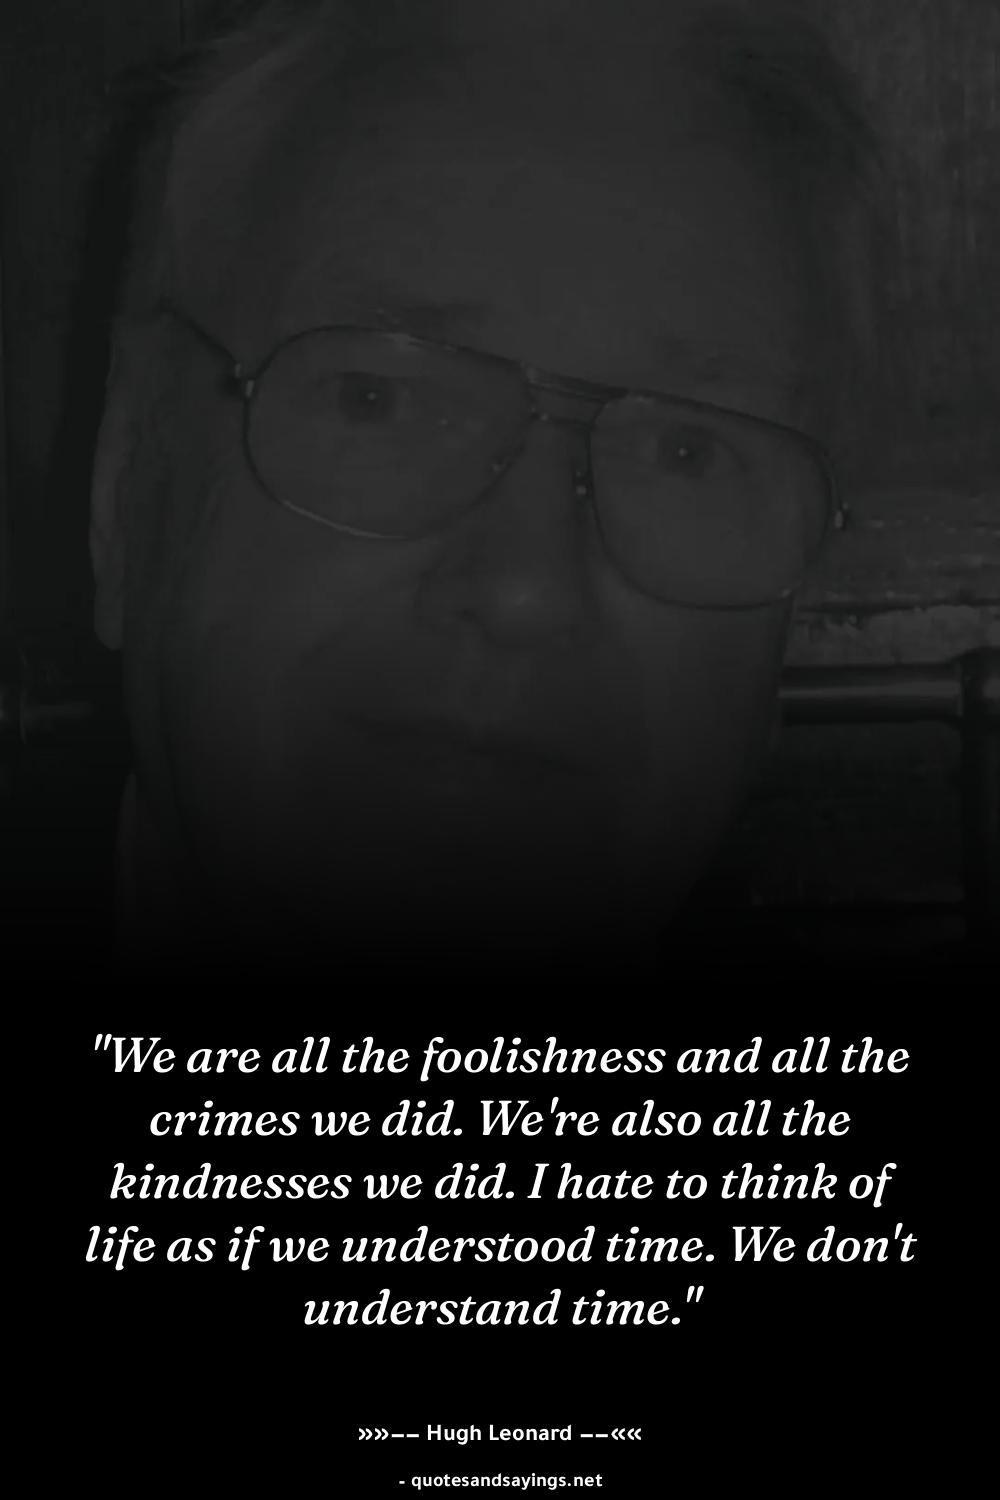 "We are all the foolishness and all the
crimes we did. We're also all the
kindnesses we did. I hate to think of
life as if we understood time. We don't
understand time."
»»—— Hugh Leonard ——««
- quotesandsayings.net